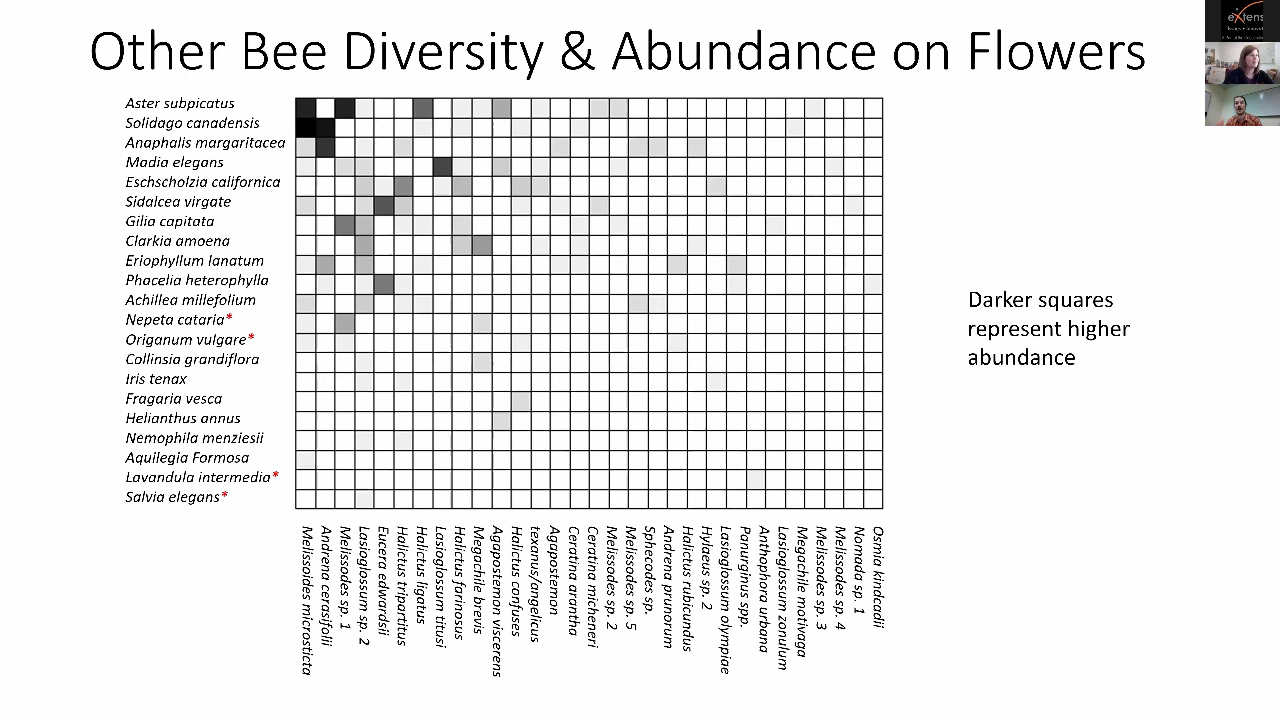 Other Bee Diversity & Abundance on Flowers
Aster subpicatus
Solidago canadensis
Anaphalis margaritacea
Madia elegans
Eschscholzia californica
Sidalcea virgate
Gilia capitata
Clarkia amoena
Eriophyllum lanatum
Phacelia heterophylla
Achillea millefolium
Nepeta cataria*
Origanum vulgare*
Collinsia grandiflora
Iris tenax
Fragaria vesca
Helianthus annus
Nemophila menziesii
Aquilegia Formosa
Lavandula intermedia*
Salvia elegans*
Melissoides microsticta
Andrena cerasifolii
Melissodes sp. 1
Lasioglossum sp. 2
Eucera edwardsii
Halictus tripartitus
Halictus ligatus
Lasioglossum titusi
Halictus farinosus
Megachile brevis
Agapostemon viscerens
Halictus confuses
texanus/angelicus
Agapostemon
Ceratina arantha
Ceratina micheneri
Melissodes sp. 2
Melissodes sp. 5
Sphecodes sp.
Andrena prunorum
Halictus rubicundus
Hylaeus sp. 2
Lasioglossum olympiae
Panurginus spp.
Anthophora urbana
Lasioglossum zonulum
Megachile motivaga
Melissodes sp. 3
Melissodes sp. 4
Nomada sp. 1
Osmia kindcadii
Darker squares
represent higher
abundance
eXtens